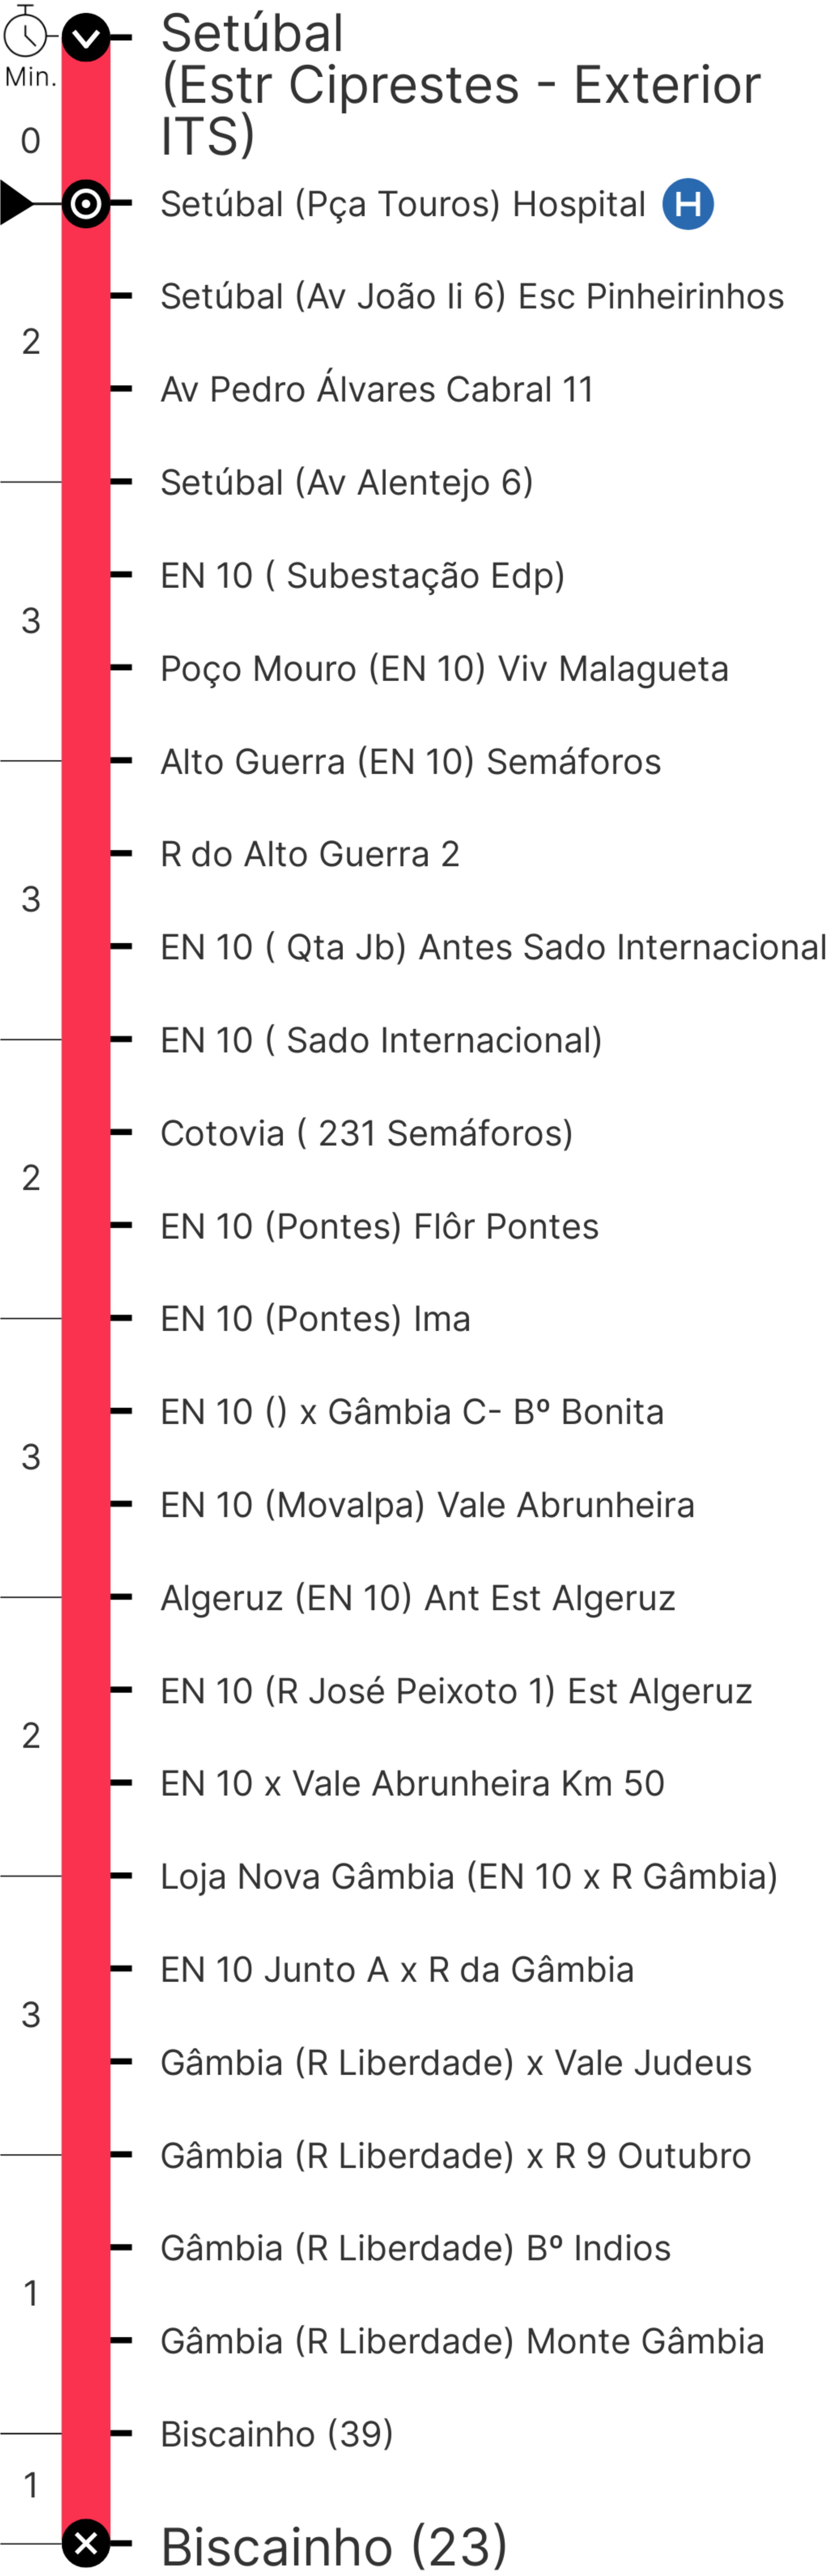 Min.
Setúbal
(Estr Ciprestes - Exterior
ITS)
0
Setúbal (Pça Touros) Hospital H
Setúbal (Av João Ii 6) Esc Pinheirinhos
2
Av Pedro Álvares Cabral 11
Setúbal (Av Alentejo 6)
EN 10 ( Subestação Edp)
3
Poço Mouro (EN 10) Viv Malagueta
Alto Guerra (EN 10) Semáforos
R do Alto Guerra 2
3
EN 10 ( Qta Jb) Antes Sado Internacional
EN 10 ( Sado Internacional)
Cotovia ( 231 Semáforos)
2
EN 10 (Pontes) Flôr Pontes
EN 10 (Pontes) Ima
EN 10 () x Gâmbia C- Bº Bonita
3
EN 10 (Movalpa) Vale Abrunheira
Algeruz (EN 10) Ant Est Algeruz
EN 10 (R José Peixoto 1) Est Algeruz
2
EN 10 x Vale Abrunheira Km 50
Loja Nova Gâmbia (EN 10 x R Gâmbia)
EN 10 Junto A x R da Gâmbia
3
Gâmbia (R Liberdade) x Vale Judeus
Gâmbia (R Liberdade) x R 9 Outubro
Gâmbia (R Liberdade) Bº Indios
1
Gâmbia (R Liberdade) Monte Gâmbia
Biscainho (39)
1
Biscainho (23)